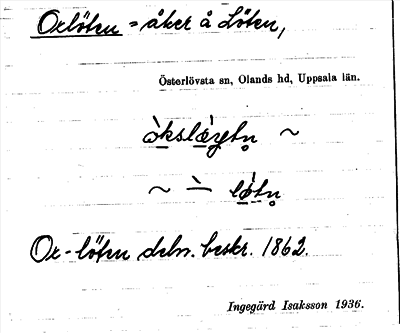 Oxlöten = åker å Löten,
Österlövsta sn, Olands hd, Uppsala län.
~
~ –
Ox-löten deln. beskr. 1862.
Ingegärd Isaksson 1936.